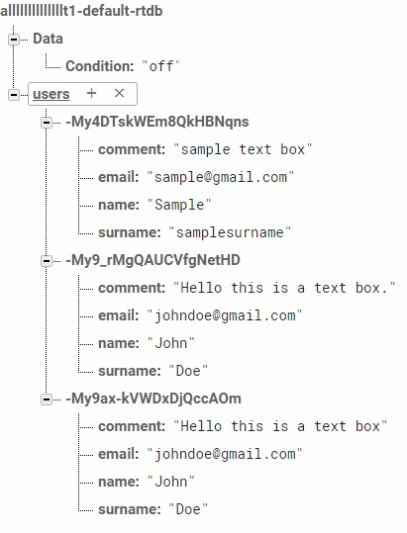 alllllllllllllt1-default-rtdb
Data
Condition: "off"
users + ×
-My4DTskWEm8QkHBNqns
comment: "sample text box"
email: "sample@gmail.com"
name: "Sample"
surname: "samplesurname"
-My9_rMgQAUCVfgNetHD
comment: "Hello this is a text box."
email: "johndoe@gmail.com"
name: "John"
surname: "Doe"
-My9ax-kVWDxDjQccAOm
comment: "Hello this is a text box"
email: "johndoe@gmail.com"
name: "John"
surname: "Doe"